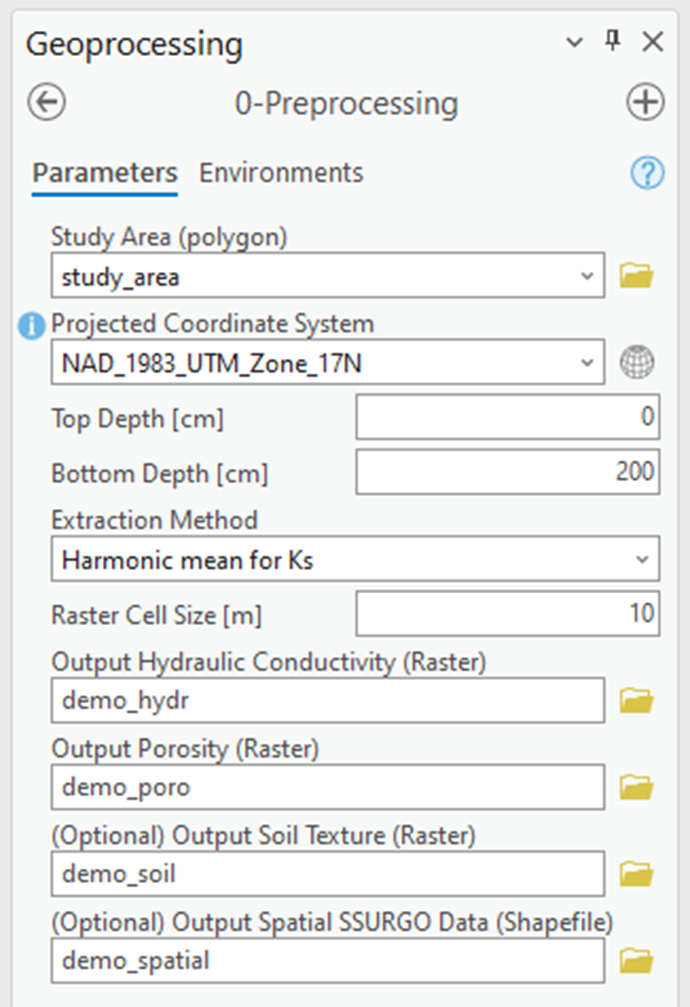 Geoprocessing
0-Preprocessing
Parameters Environments
Study Area (polygon)
study_area
Projected Coordinate System
NAD_1983_UTM_Zone_17N
Top Depth [cm] 0
Bottom Depth [cm] 200
Extraction Method
Harmonic mean for Ks
Raster Cell Size [m] 10
Output Hydraulic Conductivity (Raster)
demo_hydr
Output Porosity (Raster)
demo_poro
(Optional) Output Soil Texture (Raster)
demo_soil
(Optional) Output Spatial SSURGO Data (Shapefile)
demo_spatial